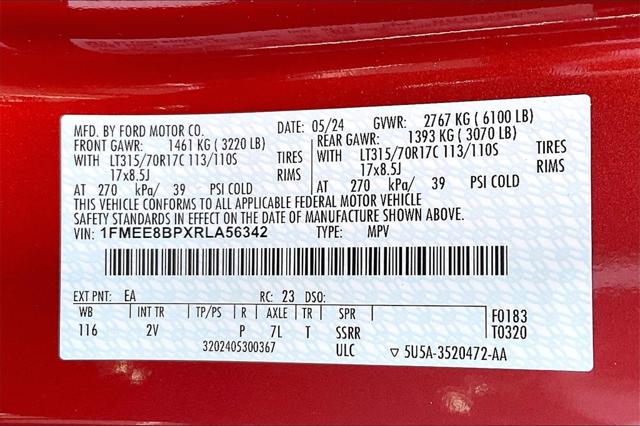 MFD. BY FORD MOTOR CO. DATE: 05/24 GVWR: 2767 KG ( 6100 LB)
FRONT GAWR: 1461 KG ( 3220 LB) REAR GAWR: 1393 KG ( 3070 LB)
WITH LT315/70R17C 113/110S TIRES WITH LT315/70R17C 113/110S TIRES
17x8.5J RIMS 17x8.5J RIMS
AT 270 kPa/ 39 PSI COLD AT 270 kPa/ 39 PSI COLD
THIS VEHICLE CONFORMS TO ALL APPLICABLE FEDERAL MOTOR VEHICLE
SAFETY STANDARDS IN EFFECT ON THE DATE OF MANUFACTURE SHOWN ABOVE.
VIN: 1FMEE8BPXRLA56342 TYPE: MPV
EXT PNT: EA RC: 23 DSO:
WB INT TR TP/PS R AXLE TR SPR F0183
116 2V P 7L T SSRR T0320
3202405300367 ULC ▽ 5U5A-3520472-AA